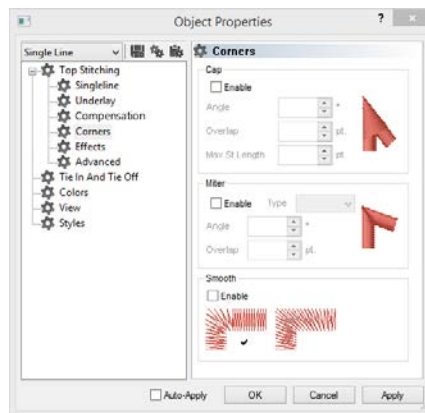 Object Properties
?
Single Line
Corners
Top Stitching
Singleline
Underlay
Compensation
Corners
Effects
Advanced
Tie In And Tie Off
Colors
View
Styles
Cap
Enable
Angle °
Overlap pt.
Max St Length pt.
Miter
Enable Type
Angle °
Overlap pt.
Smooth
Enable
Auto-Apply OK Cancel Apply